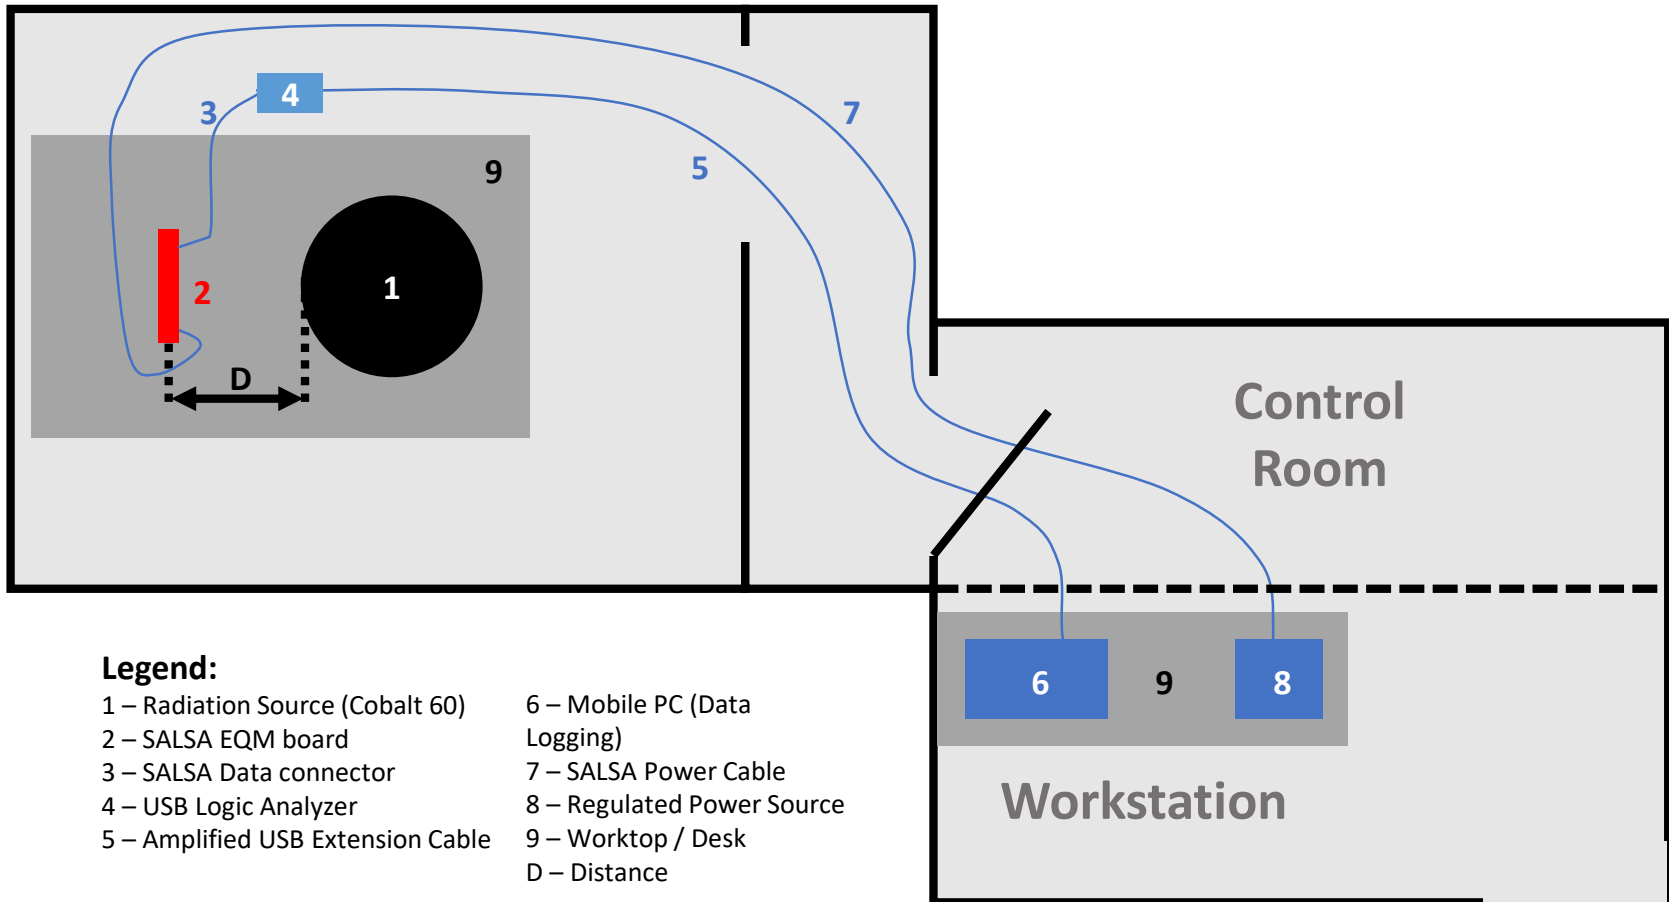 4
3
7
5
9
2
1
D
Control
Room
6
9
8
Workstation
Legend:
1 – Radiation Source (Cobalt 60)
2 – SALSA EQM board
3 – SALSA Data connector
4 – USB Logic Analyzer
5 – Amplified USB Extension Cable
6 – Mobile PC (Data
Logging)
7 – SALSA Power Cable
8 – Regulated Power Source
9 – Worktop / Desk
D – Distance